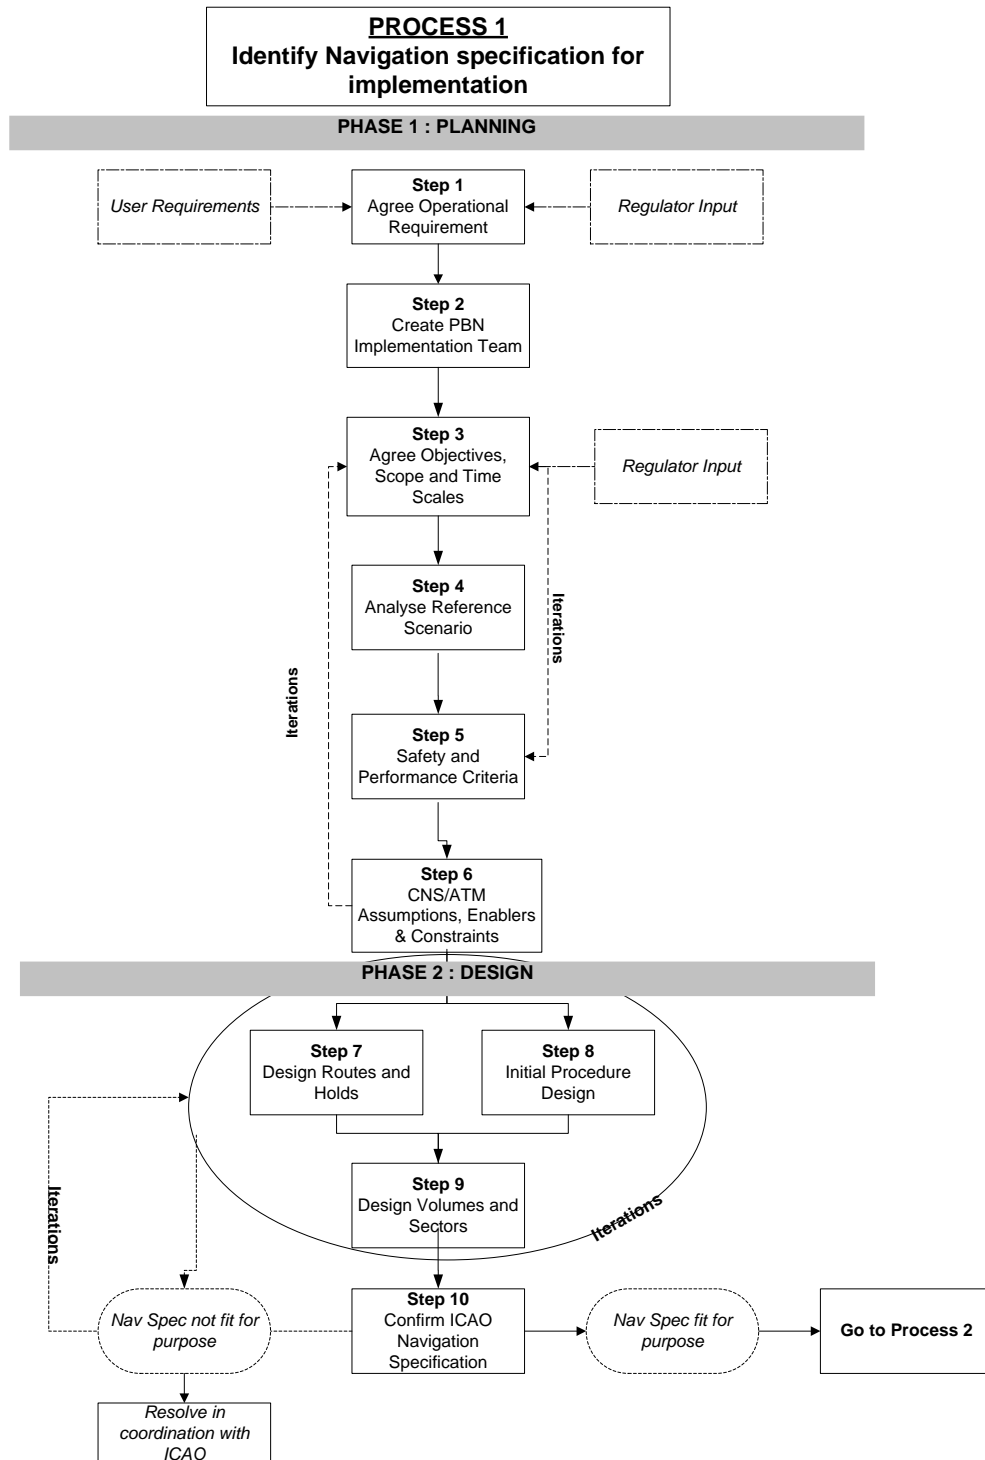 PROCESS 1
Identify Navigation specification for
implementation
PHASE 1 : PLANNING
User Requirements
Step 1
Agree Operational
Requirement
Regulator Input
Step 2
Create PBN
Implementation Team
Step 3
Agree Objectives,
Scope and Time
Scales
Regulator Input
Step 4
Analyse Reference
Scenario
Iterations
Iterations
Step 5
Safety and
Performance Criteria
Step 6
CNS/ATM
Assumptions, Enablers
& Constraints
PHASE 2 : DESIGN
Step 7
Design Routes and
Holds
Step 8
Initial Procedure
Design
Step 9
Design Volumes and
Sectors
Iterations
Iterations
Nav Spec not fit for
purpose
Step 10
Confirm ICAO
Navigation
Specification
Nav Spec fit for
purpose
Go to Process 2
Resolve in
coordination with
ICAO